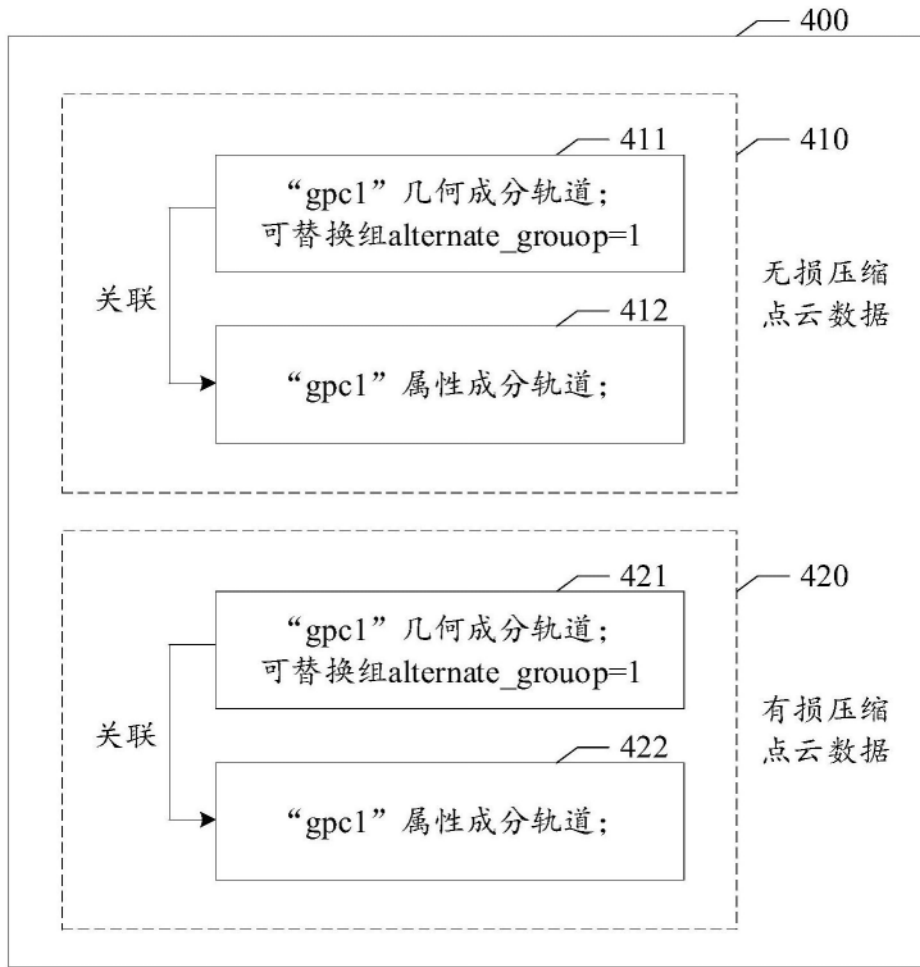 400
410
411
“gpc1”几何成分轨道；
可替换组alternate_grouop=1
关联
无损压缩
点云数据
412
“gpc1”属性成分轨道；
420
421
“gpc1”几何成分轨道；
可替换组alternate_grouop=1
关联
有损压缩
点云数据
422
“gpc1”属性成分轨道；